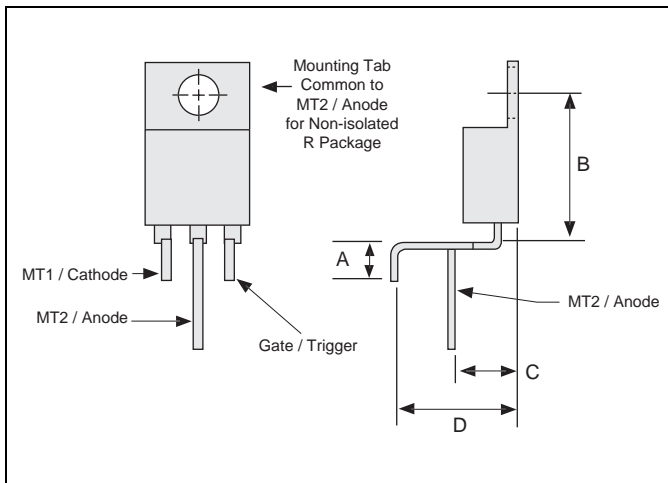 Mounting Tab
Common to
MT2 / Anode
for Non-isolated
R Package
B
A
MT1 / Cathode
MT2 / Anode
MT2 / Anode
Gate / Trigger
C
D